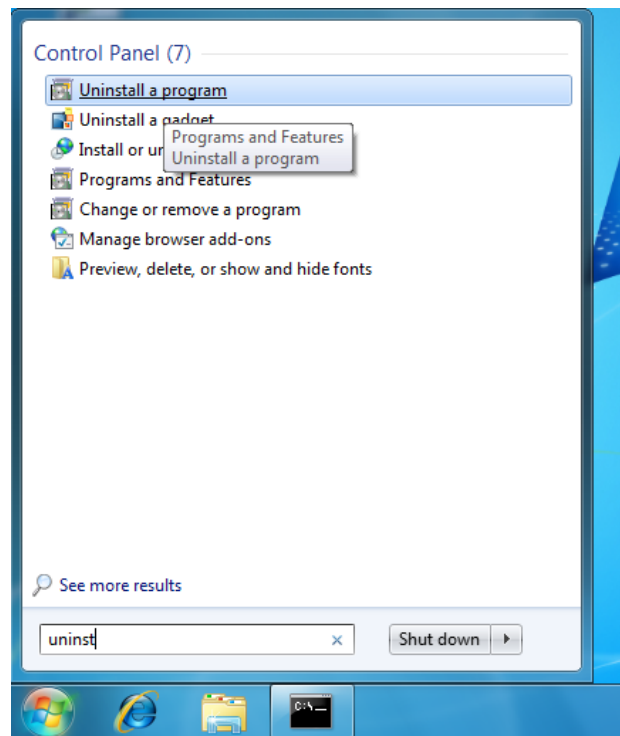 Control Panel (7)
Uninstall a program
Uninstall a gadget
Programs and Features
Uninstall a program
Install or
Programs and Features
Change or remove a program
Manage browser add-ons
Preview, delete, or show and hide fonts
See more results
uninst
Shut down
C:\_